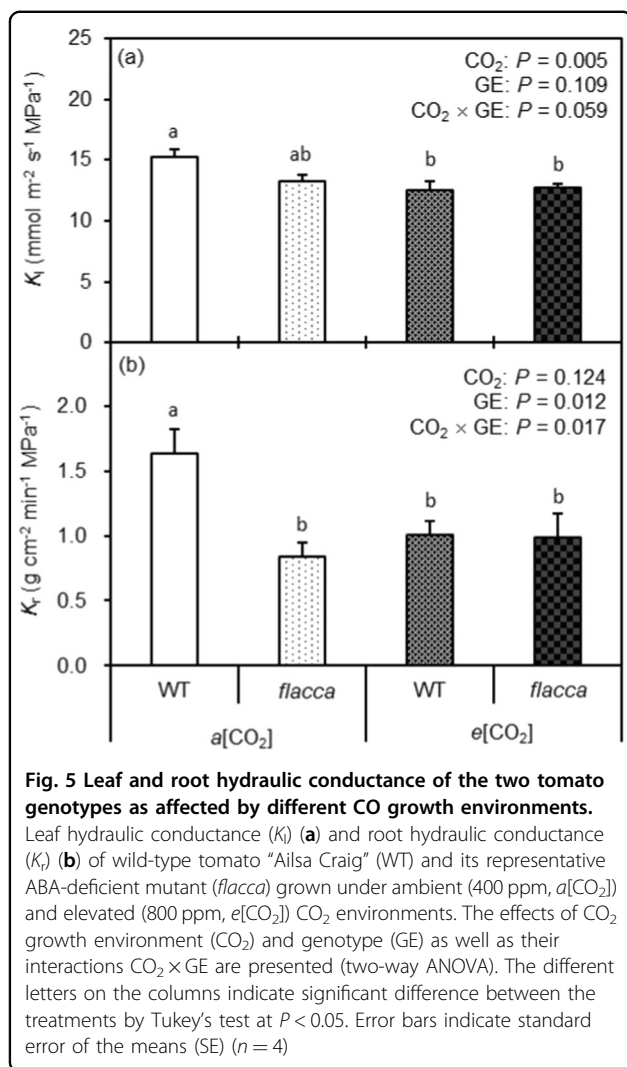 (a)
CO₂: P = 0.005
GE: P = 0.109
CO₂ × GE: P = 0.059
25
20
15
10
5
0
Kl (mmol m⁻² s⁻¹ MPa⁻¹)
a
ab
b
b
(b)
CO₂: P = 0.124
GE: P = 0.012
CO₂ × GE: P = 0.017
2.0
1.5
1.0
0.5
0.0
Kr (g cm⁻² min⁻¹ MPa⁻¹)
a
b
b
b
WT
flacca
WT
flacca
a[CO₂]
e[CO₂]
Fig. 5 Leaf and root hydraulic conductance of the two tomato
genotypes as affected by different CO growth environments.
Leaf hydraulic conductance (Kl) (a) and root hydraulic conductance
(Kr) (b) of wild-type tomato "Ailsa Craig" (WT) and its representative
ABA-deficient mutant (flacca) grown under ambient (400 ppm, a[CO₂])
and elevated (800 ppm, e[CO₂]) CO₂ environments. The effects of CO₂
growth environment (CO₂) and genotype (GE) as well as their
interactions CO₂ × GE are presented (two-way ANOVA). The different
letters on the columns indicate significant difference between the
treatments by Tukey's test at P < 0.05. Error bars indicate standard
error of the means (SE) (n = 4)